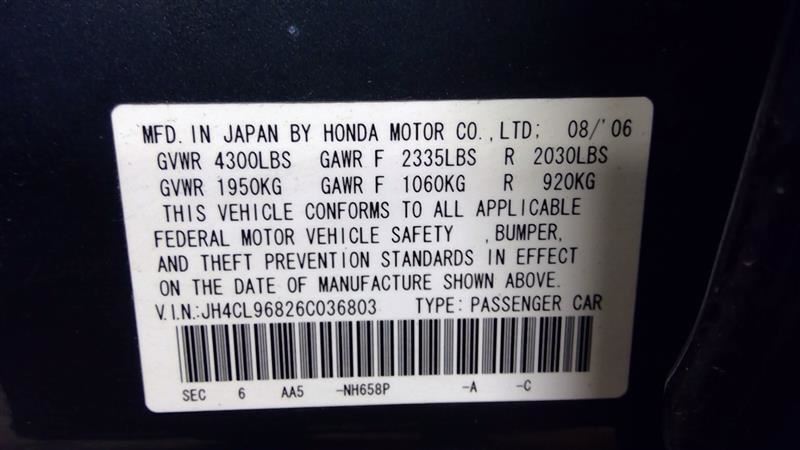 MFD. IN JAPAN BY HONDA MOTOR CO., LTD; 08/'06
GVWR 4300LBS GAWR F 2335LBS R 2030LBS
GVWR 1950KG GAWR F 1060KG R 920KG
THIS VEHICLE CONFORMS TO ALL APPLICABLE
FEDERAL MOTOR VEHICLE SAFETY , BUMPER,
AND THEFT PREVENTION STANDARDS IN EFFECT
ON THE DATE OF MANUFACTURE SHOWN ABOVE.
V.I.N:JH4CL96826C036803 TYPE: PASSENGER CAR
SEC 6 AA5 -NH658P -A -C